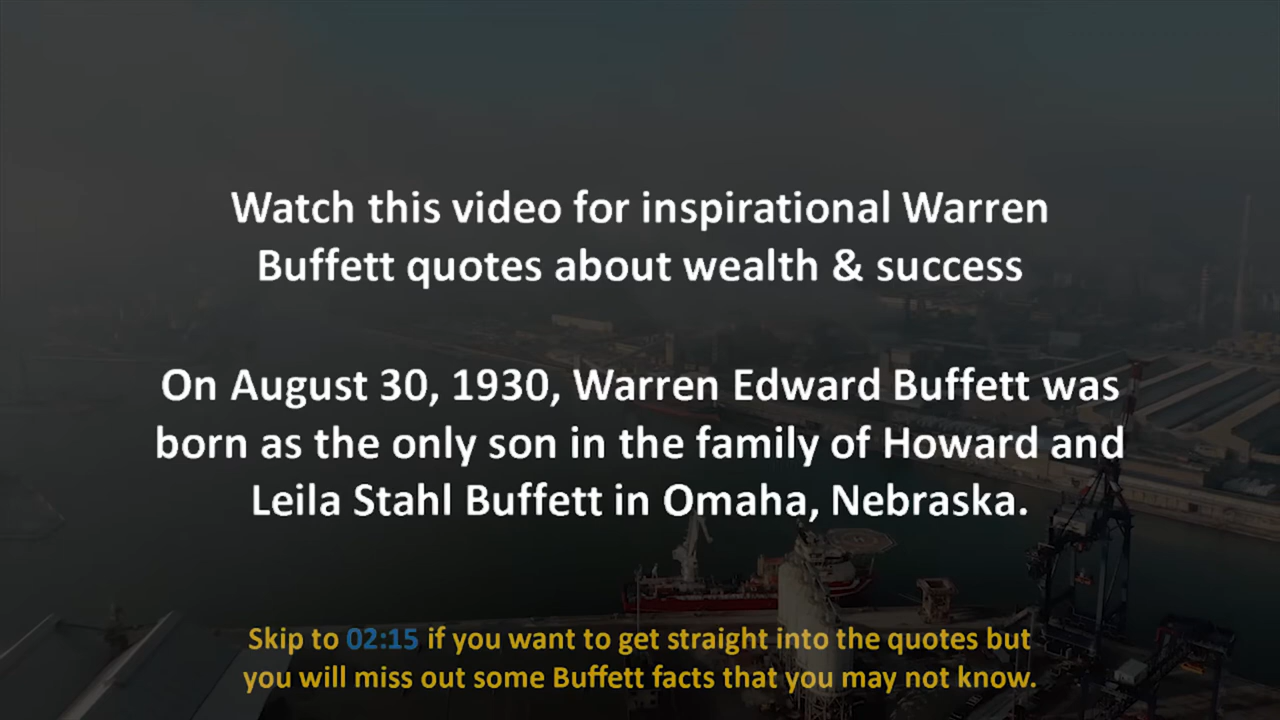 Watch this video for inspirational Warren
Buffett quotes about wealth & success
On August 30, 1930, Warren Edward Buffett was
born as the only son in the family of Howard and
Leila Stahl Buffett in Omaha, Nebraska.
Skip to 02:15 if you want to get straight into the quotes but
you will miss out some Buffett facts that you may not know.